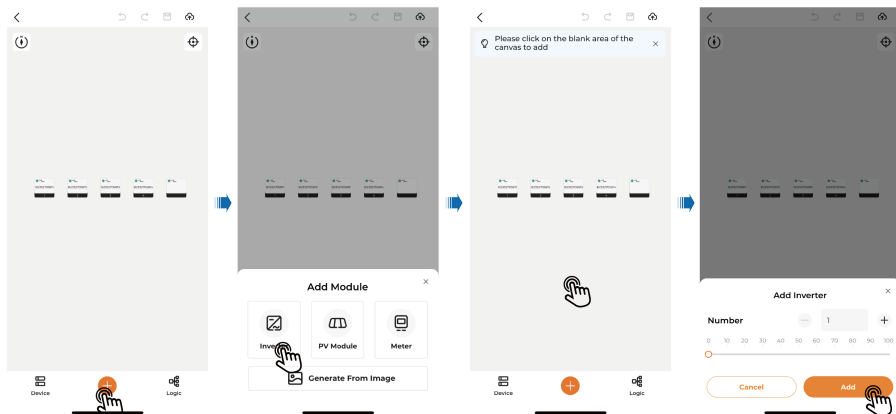 Device
Logic
Add Module
Inverter
PV Module
Meter
Generate From Image
Please click on the blank area of the
canvas to add
Device
Logic
Add Inverter
Number
1
0 10 20 30 40 50 60 70 80 90 100
Cancel
Add